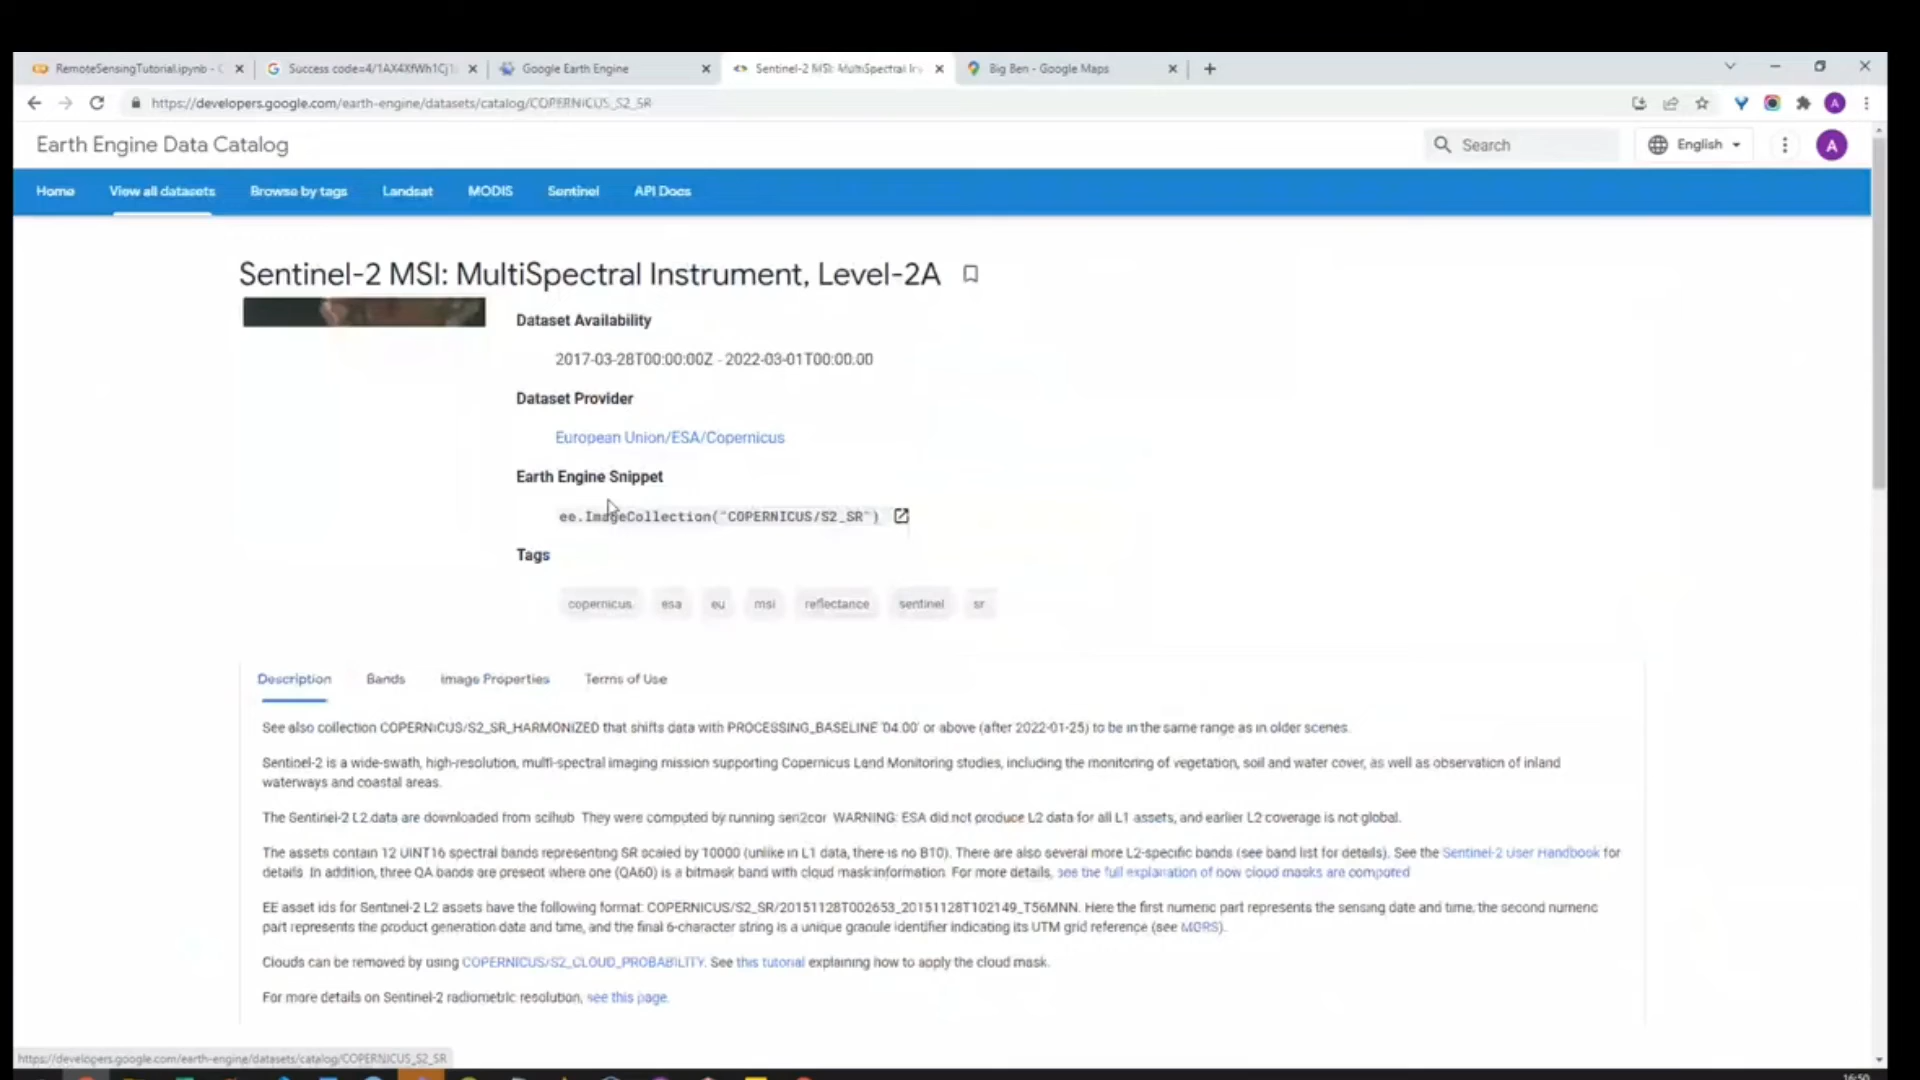 RemoteSensingTutorial.ipynb - C
Success code=4/1AX4XfWh1Cj1
Google Earth Engine
Sentinel-2 MSI: MultiSpectral In
Big Ben - Google Maps
https://developers.google.com/earth-engine/datasets/catalog/COPERNICUS_S2_SR
Earth Engine Data Catalog
Search
English
A
Home
View all datasets
Browse by tags
Landsat
MODIS
Sentinel
API Docs
Sentinel-2 MSI: MultiSpectral Instrument, Level-2A
Dataset Availability
2017-03-28T00:00:00Z - 2022-03-01T00:00.00
Dataset Provider
European Union/ESA/Copernicus
Earth Engine Snippet
ee.ImageCollection("COPERNICUS/S2_SR")
Tags
copernicus esa eu msi reflectance sentinel sr
Description Bands Image Properties Terms of Use
See also collection COPERNICUS/S2_SR_HARMONIZED that shifts data with PROCESSING_BASELINE '04.00' or above (after 2022-01-25) to be in the same range as in older scenes.
Sentinel-2 is a wide-swath, high-resolution, multi-spectral imaging mission supporting Copernicus Land Monitoring studies, including the monitoring of vegetation, soil and water cover, as well as observation of inland
waterways and coastal areas.
The Sentinel-2 L2 data are downloaded from scihub. They were computed by running sen2cor. WARNING: ESA did not produce L2 data for all L1 assets, and earlier L2 coverage is not global.
The assets contain 12 UINT16 spectral bands representing SR scaled by 10000 (unlike in L1 data, there is no B10). There are also several more L2-specific bands (see band list for details). See the Sentinel-2 User Handbook for
details. In addition, three QA bands are present where one (QA60) is a bitmask band with cloud mask information. For more details, see the full explanation of how cloud masks are computed
EE asset ids for Sentinel-2 L2 assets have the following format: COPERNICUS/S2_SR/20151128T002653_20151128T102149_T56MNN. Here the first numeric part represents the sensing date and time, the second numeric
part represents the product generation date and time, and the final 6-character string is a unique granule identifier indicating its UTM grid reference (see MGRS).
Clouds can be removed by using COPERNICUS/S2_CLOUD_PROBABILITY. See this tutorial explaining how to apply the cloud mask.
For more details on Sentinel-2 radiometric resolution, see this page.
https://developers.google.com/earth-engine/datasets/catalog/COPERNICUS_S2_SR